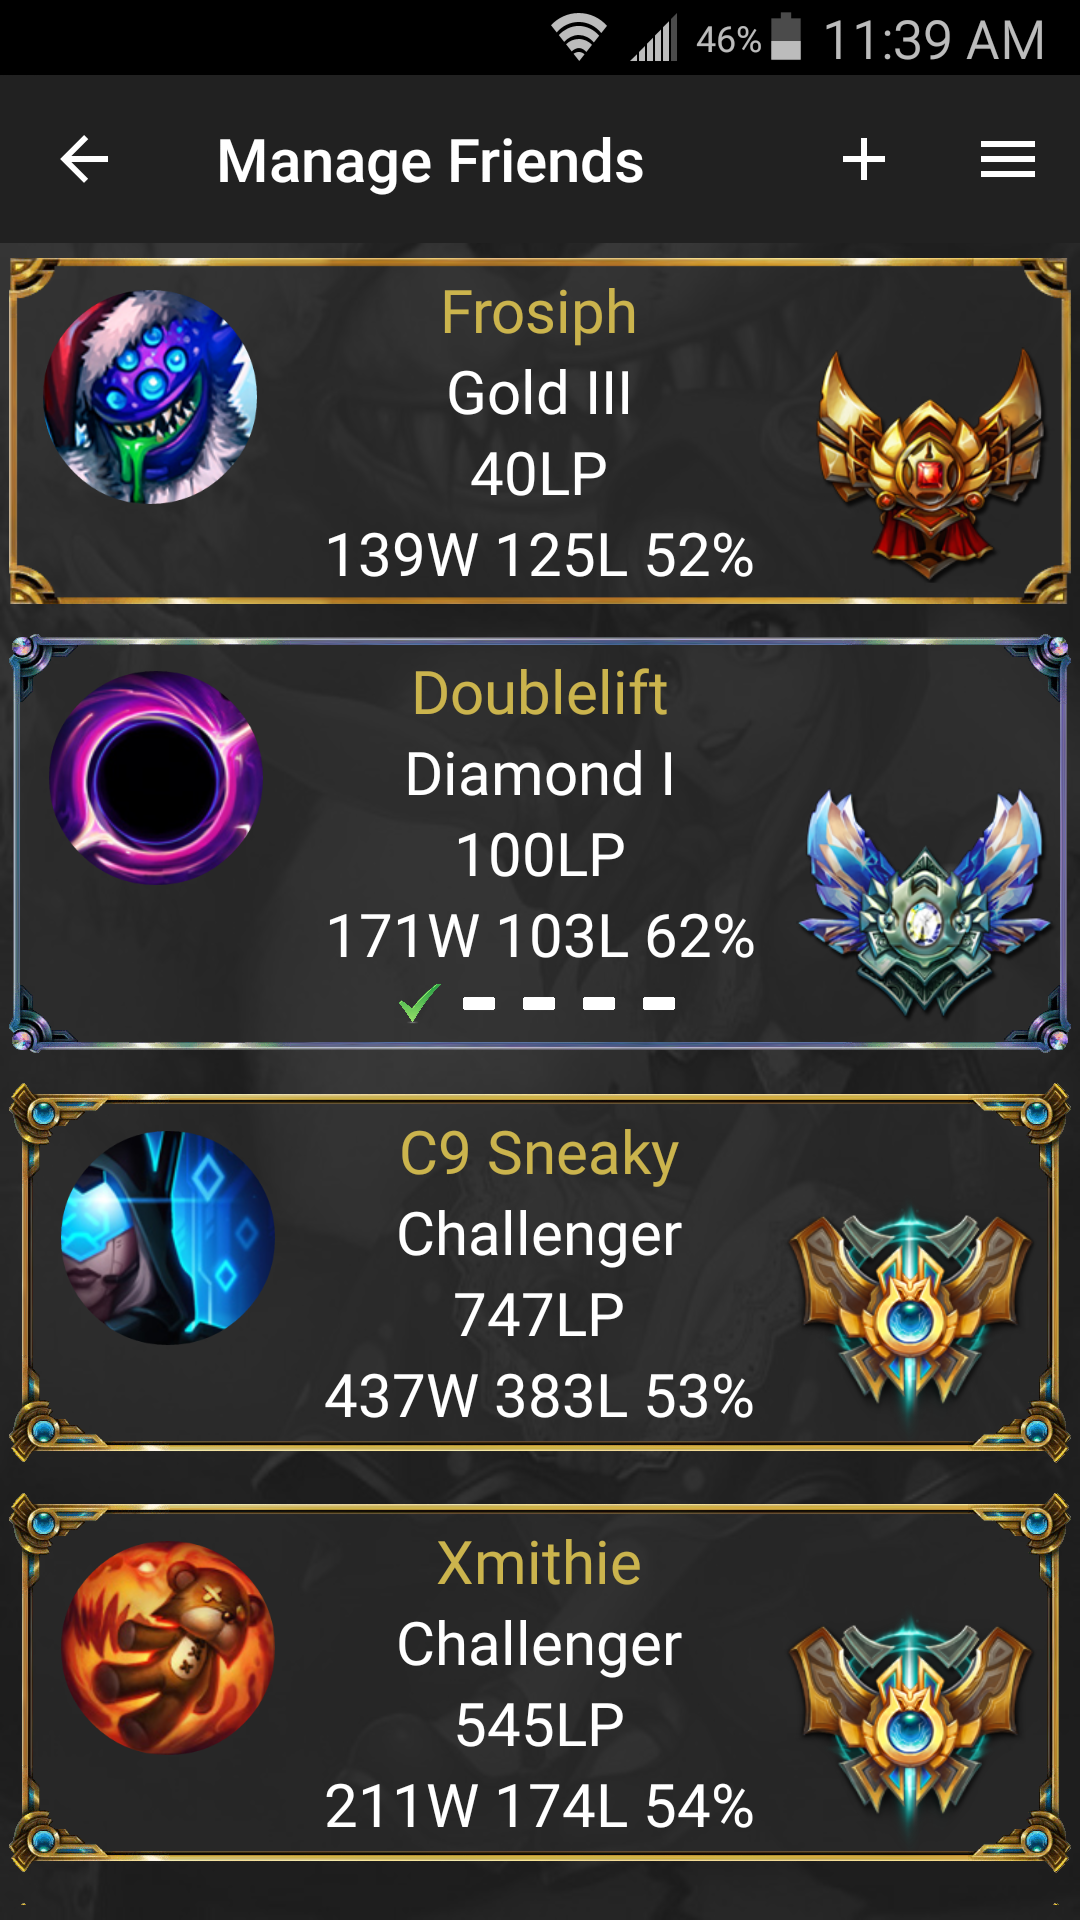 46% 11:39 AM
Manage Friends
Frosiph
Gold III
40LP
139W 125L 52%
Doublelift
Diamond I
100LP
171W 103L 62%
C9 Sneaky
Challenger
747LP
437W 383L 53%
Xmithie
Challenger
545LP
211W 174L 54%